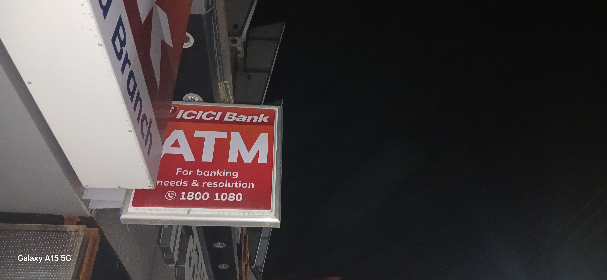 Branch
ICICI Bank
ATM
For banking
needs & resolution
1800 1080
Galaxy A15 5G